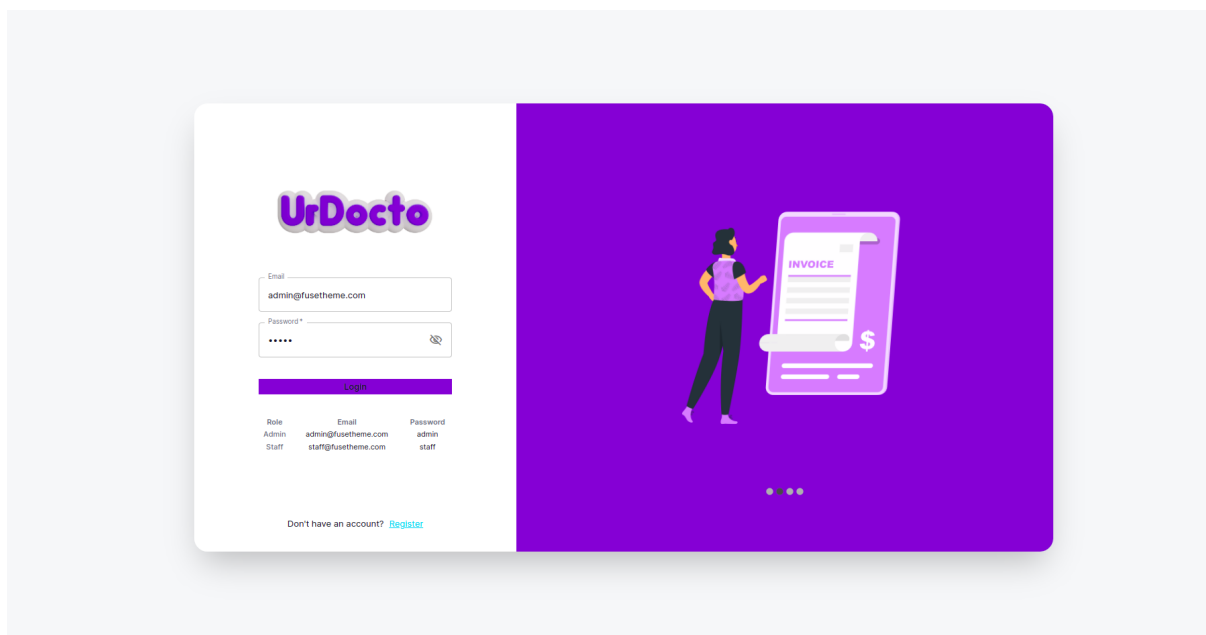 UrDocto
Email
admin@fusetheme.com
Password *
•••••
Login
Role Email Password
Admin admin@fusetheme.com admin
Staff staff@fusetheme.com staff
Don't have an account? Register
INVOICE
$